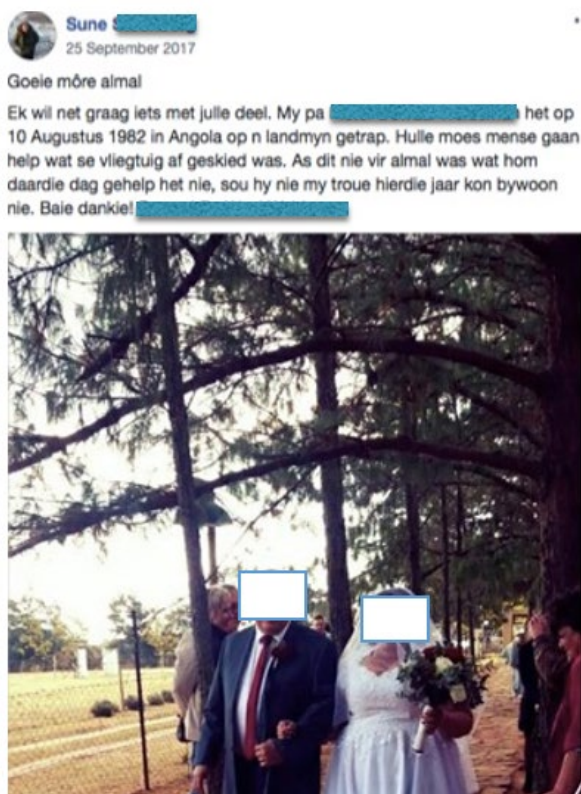 Sune
25 September 2017
Goeie môre almal
Ek wil net graag iets met julle deel. My pa het op
10 Augustus 1982 in Angola op n landmyn getrap. Hulle moes mense gaan
help wat se vliegtuig af geskied was. As dit nie vir almal was wat hom
daardie dag gehelp het nie, sou hy nie my troue hierdie jaar kon bywoon
nie. Baie dankie!